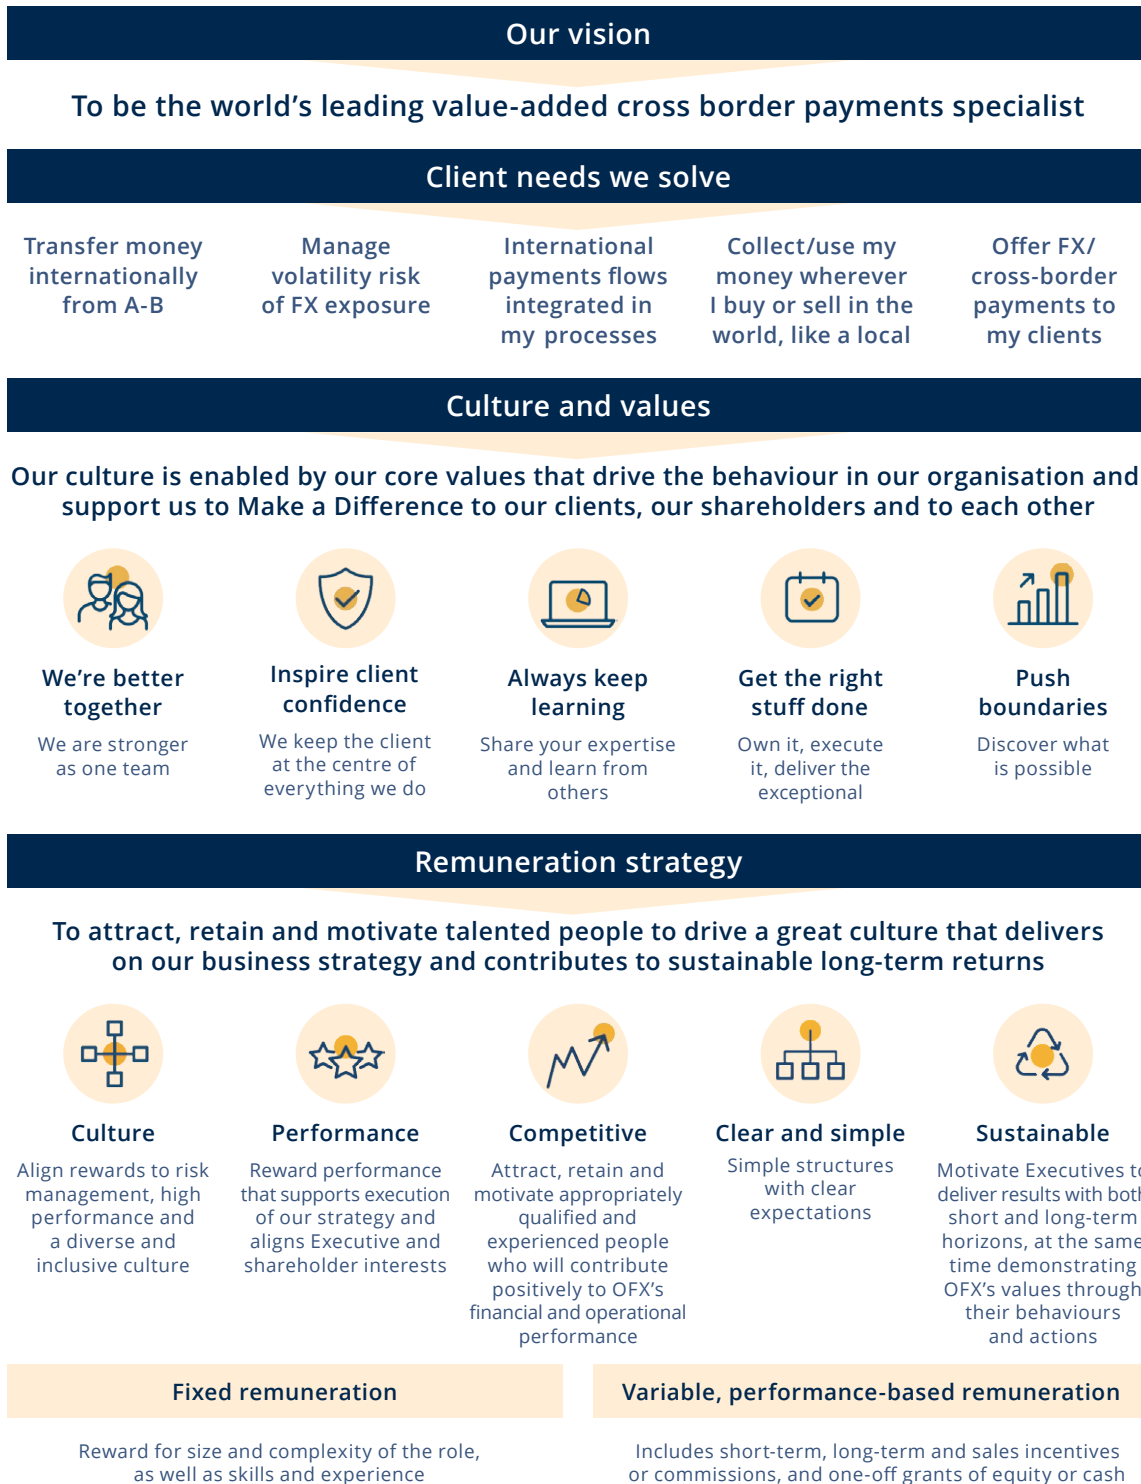 Our vision
To be the world's leading value-added cross border payments specialist
Client needs we solve
Transfer money
internationally
from A-B
Manage
volatility risk
of FX exposure
International
payments flows
integrated in
my processes
Collect/use my
money wherever
I buy or sell in the
world, like a local
Offer FX/
cross-border
payments to
my clients
Culture and values
Our culture is enabled by our core values that drive the behaviour in our organisation and
support us to Make a Difference to our clients, our shareholders and to each other
We're better
together
We are stronger
as one team
Inspire client
confidence
We keep the client
at the centre of
everything we do
Always keep
learning
Share your expertise
and learn from
others
Get the right
stuff done
Own it, execute
it, deliver the
exceptional
Push
boundaries
Discover what
is possible
Remuneration strategy
To attract, retain and motivate talented people to drive a great culture that delivers
on our business strategy and contributes to sustainable long-term returns
Culture
Align rewards to risk
management, high
performance and
a diverse and
inclusive culture
Performance
Reward performance
that supports execution
of our strategy and
aligns Executive and
shareholder interests
Competitive
Attract, retain and
motivate appropriately
qualified and
experienced people
who will contribute
positively to OFX's
financial and operational
performance
Clear and simple
Simple structures
with clear
expectations
Sustainable
Motivate Executives to
deliver results with both
short and long-term
horizons, at the same
time demonstrating
OFX's values through
their behaviours
and actions
Fixed remuneration
Reward for size and complexity of the role,
as well as skills and experience
Variable, performance-based remuneration
Includes short-term, long-term and sales incentives
or commissions, and one-off grants of equity or cash